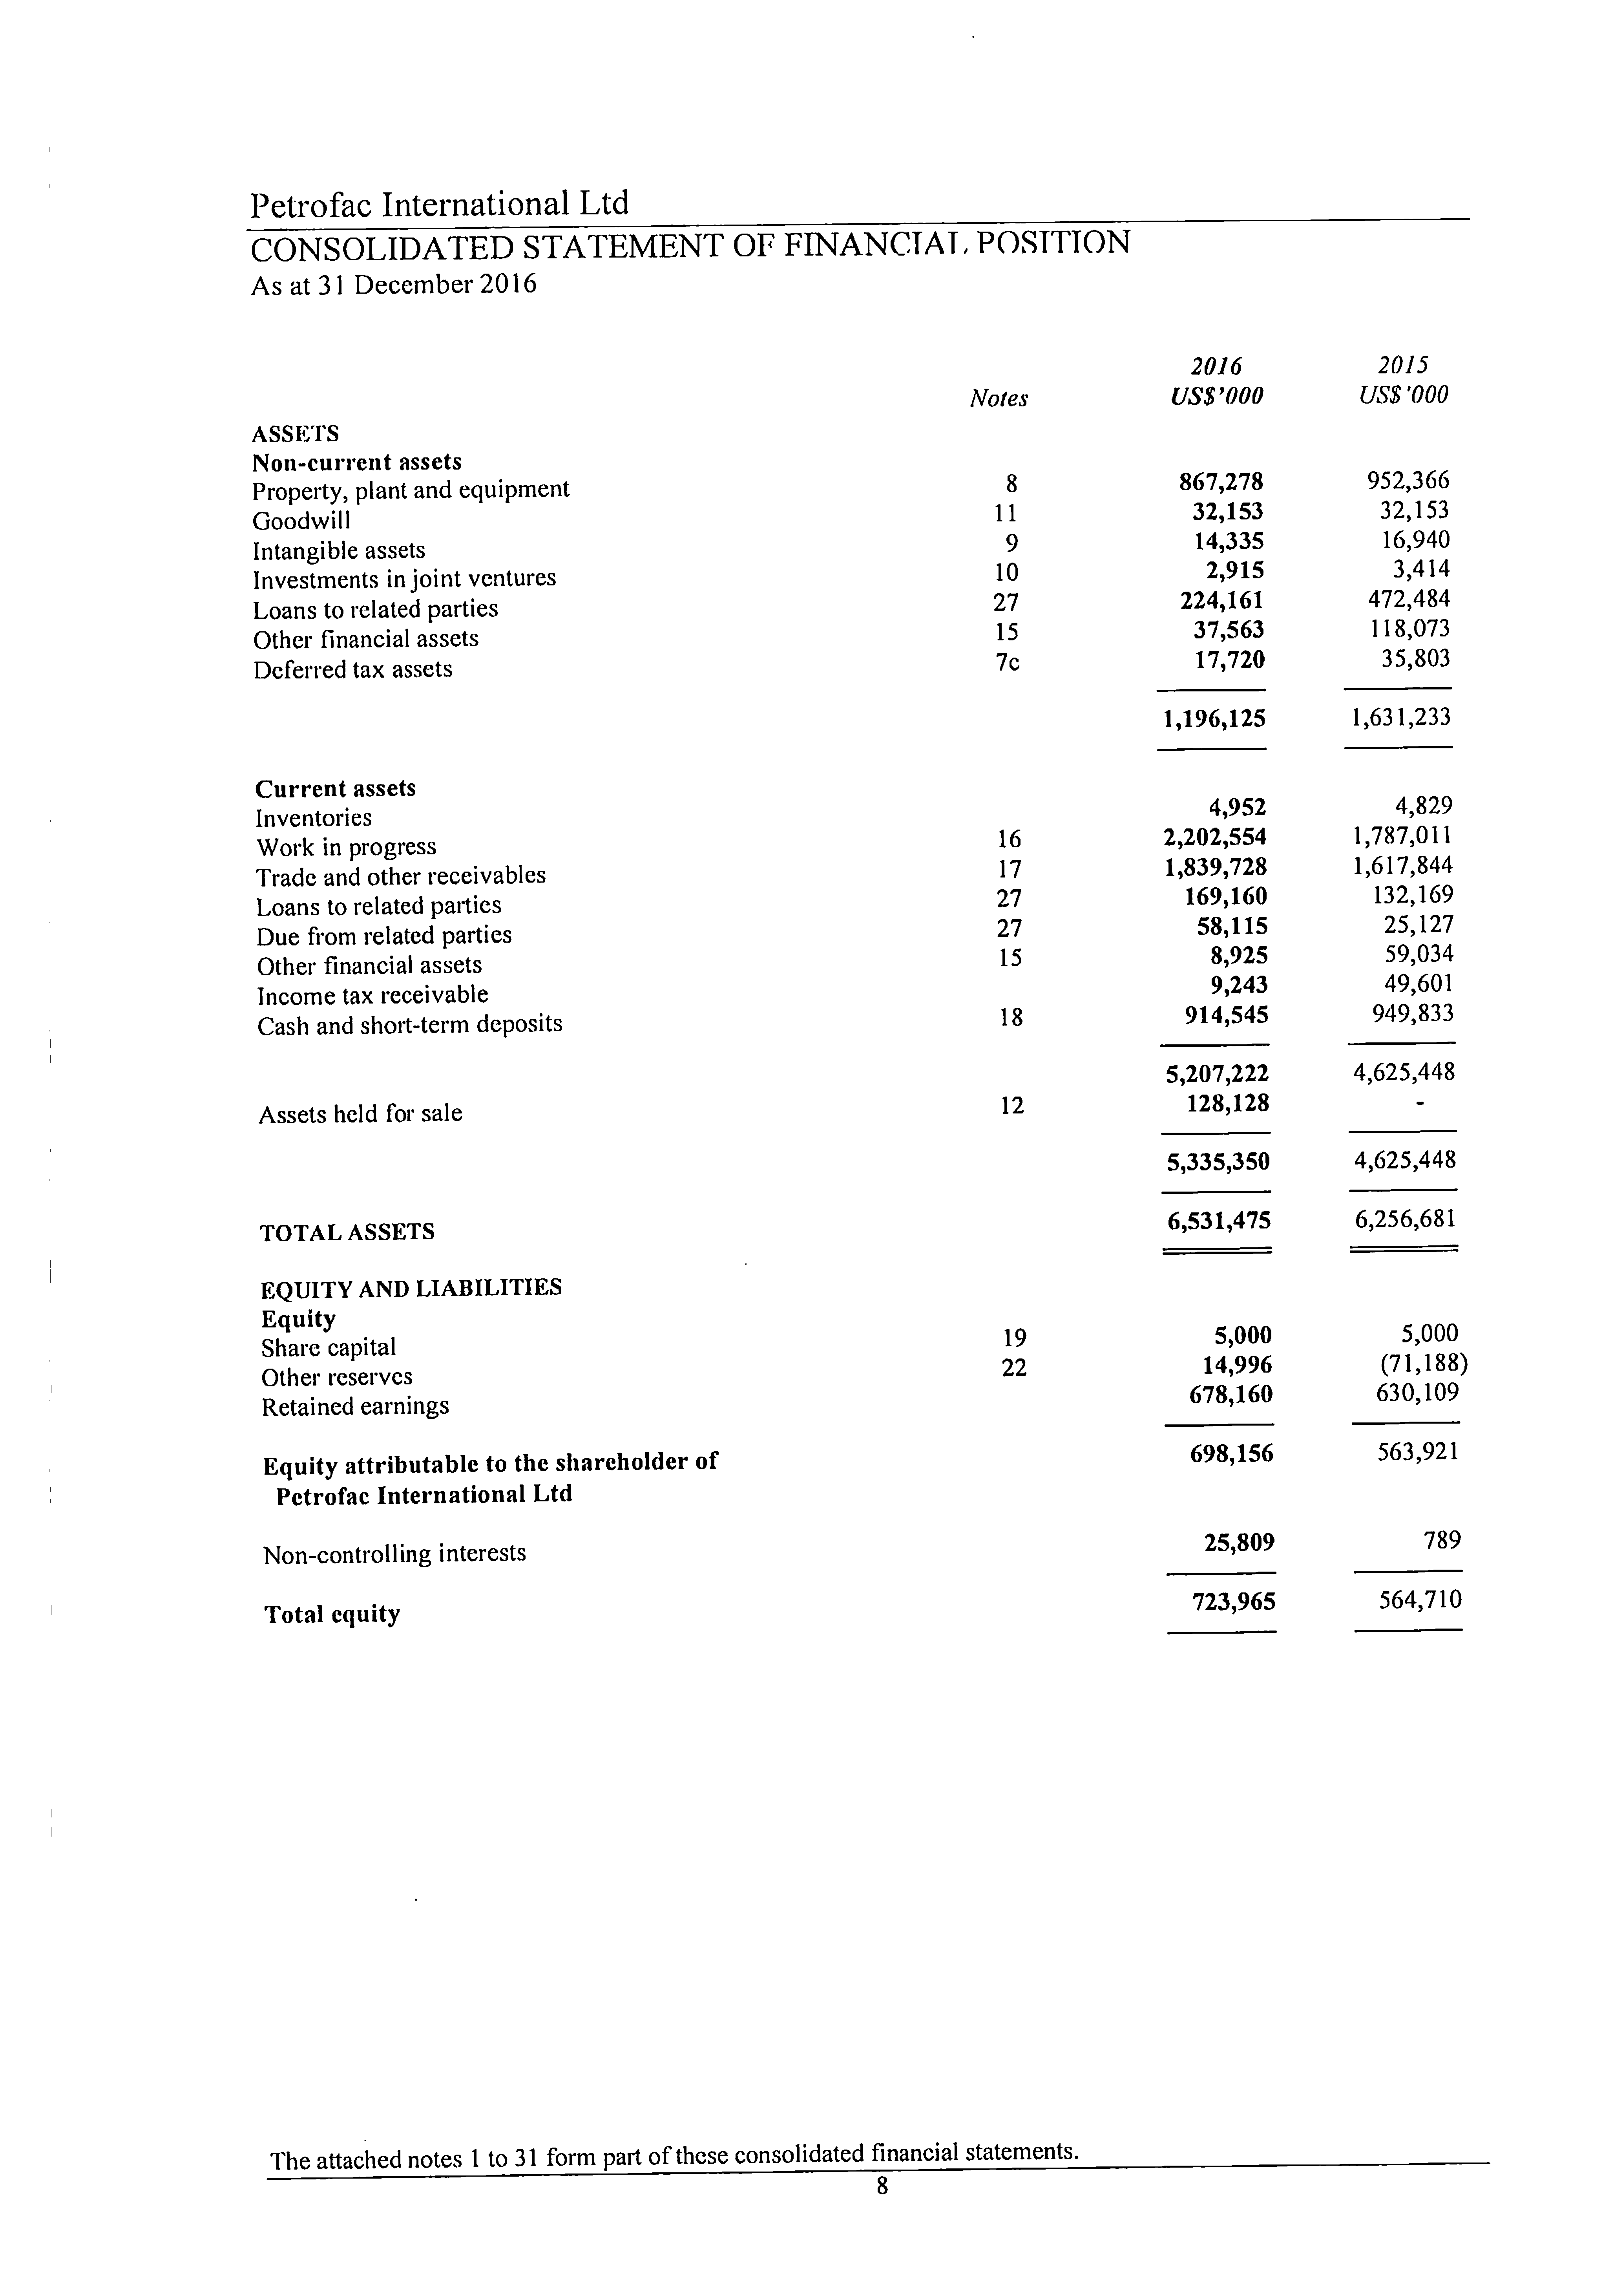 Petrofac International Ltd
CONSOLIDATED STATEMENT OF FINANCIAL POSITION
As at 31 December 2016
2016 2015
Notes US$'000 US$'000
ASSETS
Non-current assets
Property, plant and equipment 8 867,278 952,366
Goodwill 11 32,153 32,153
Intangible assets 9 14,335 16,940
Investments in joint ventures 10 2,915 3,414
Loans to related parties 27 224,161 472,484
Other financial assets 15 37,563 118,073
Deferred tax assets 7c 17,720 35,803
1,196,125 1,631,233
Current assets
Inventories 4,952 4,829
Work in progress 16 2,202,554 1,787,011
Trade and other receivables 17 1,839,728 1,617,844
Loans to related parties 27 169,160 132,169
Due from related parties 27 58,115 25,127
Other financial assets 15 8,925 59,034
Income tax receivable 9,243 49,601
Cash and short-term deposits 18 914,545 949,833
5,207,222 4,625,448
Assets held for sale 12 128,128 -
5,335,350 4,625,448
TOTAL ASSETS 6,531,475 6,256,681
EQUITY AND LIABILITIES
Equity
Share capital 19 5,000 5,000
Other reserves 22 14,996 (71,188)
Retained earnings 678,160 630,109
Equity attributable to the shareholder of 698,156 563,921
Petrofac International Ltd
Non-controlling interests 25,809 789
Total equity 723,965 564,710
The attached notes 1 to 31 form part of these consolidated financial statements.
8